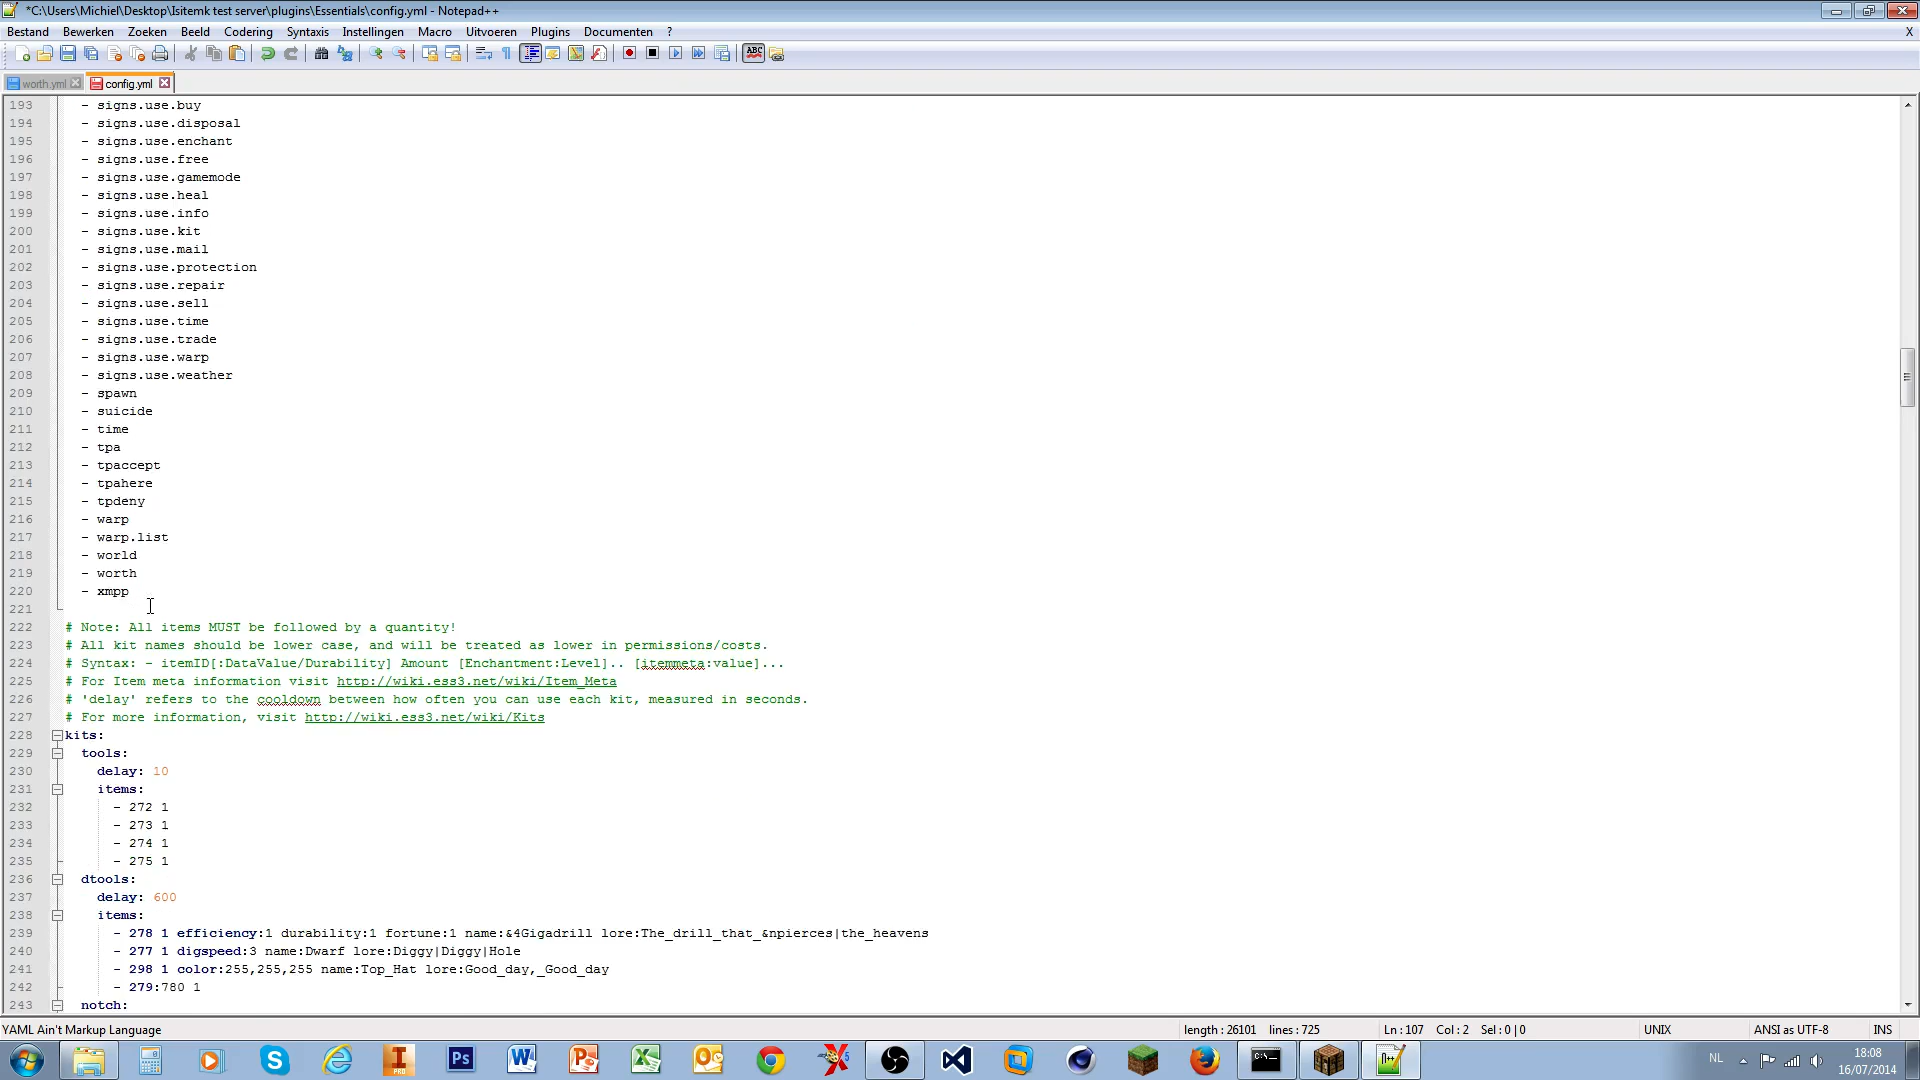 *C:\Users\Michiel\Desktop\Isitemk test server\plugins\Essentials\config.yml - Notepad++
Bestand Bewerken Zoeken Beeld Codering Syntaxis Instellingen Macro Uitvoeren Plugins Documenten ? X
worth.yml config.yml
193 - signs.use.buy
194 - signs.use.disposal
195 - signs.use.enchant
196 - signs.use.free
197 - signs.use.gamemode
198 - signs.use.heal
199 - signs.use.info
200 - signs.use.kit
201 - signs.use.mail
202 - signs.use.protection
203 - signs.use.repair
204 - signs.use.sell
205 - signs.use.time
206 - signs.use.trade
207 - signs.use.warp
208 - signs.use.weather
209 - spawn
210 - suicide
211 - time
212 - tpa
213 - tpaccept
214 - tpahere
215 - tpdeny
216 - warp
217 - warp.list
218 - world
219 - worth
220 - xmpp
221
222 # Note: All items MUST be followed by a quantity!
223 # All kit names should be lower case, and will be treated as lower in permissions/costs.
224 # Syntax: - itemID[:DataValue/Durability] Amount [Enchantment:Level].. [itemmeta:value]...
225 # For Item meta information visit http://wiki.ess3.net/wiki/Item_Meta
226 # 'delay' refers to the cooldown between how often you can use each kit, measured in seconds.
227 # For more information, visit http://wiki.ess3.net/wiki/Kits
228 kits:
229 tools:
230 delay: 10
231 items:
232 - 272 1
233 - 273 1
234 - 274 1
235 - 275 1
236 dtools:
237 delay: 600
238 items:
239 - 278 1 efficiency:1 durability:1 fortune:1 name:&4Gigadrill lore:The_drill_that_&npierces|the_heavens
240 - 277 1 digspeed:3 name:Dwarf lore:Diggy|Diggy|Hole
241 - 298 1 color:255,255,255 name:Top_Hat lore:Good_day,_Good_day
242 - 279:780 1
243 notch:
YAML Ain't Markup Language length : 26101 lines : 725 Ln : 107 Col : 2 Sel : 0 | 0 UNIX ANSI as UTF-8 INS
NL 18:08
16/07/2014